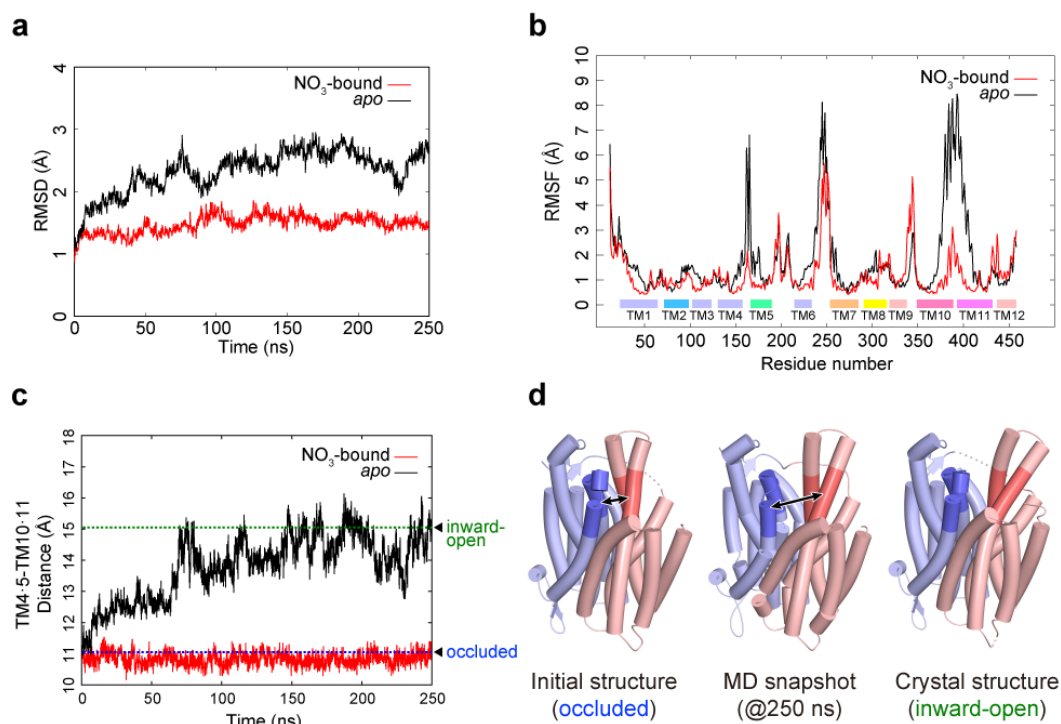 a
4
3
2
1
0
RMSD (Å)
NO3-bound
apo
0 50 100 150 200 250
Time (ns)
b
10
9
8
7
6
5
4
3
2
1
0
RMSF (Å)
NO3-bound
apo
TM1 TM2 TM3 TM4 TM5 TM6 TM7 TM8 TM9 TM10 TM11 TM12
50 100 150 200 250 300 350 400 450
Residue number
c
18
17
16
15
14
13
12
11
10
TM4·5-TM10·11
Distance (Å)
NO3-bound
apo
inward-
open
occluded
0 50 100 150 200 250
Time (ns)
d
Initial structure
(occluded)
MD snapshot
(@250 ns)
Crystal structure
(inward-open)